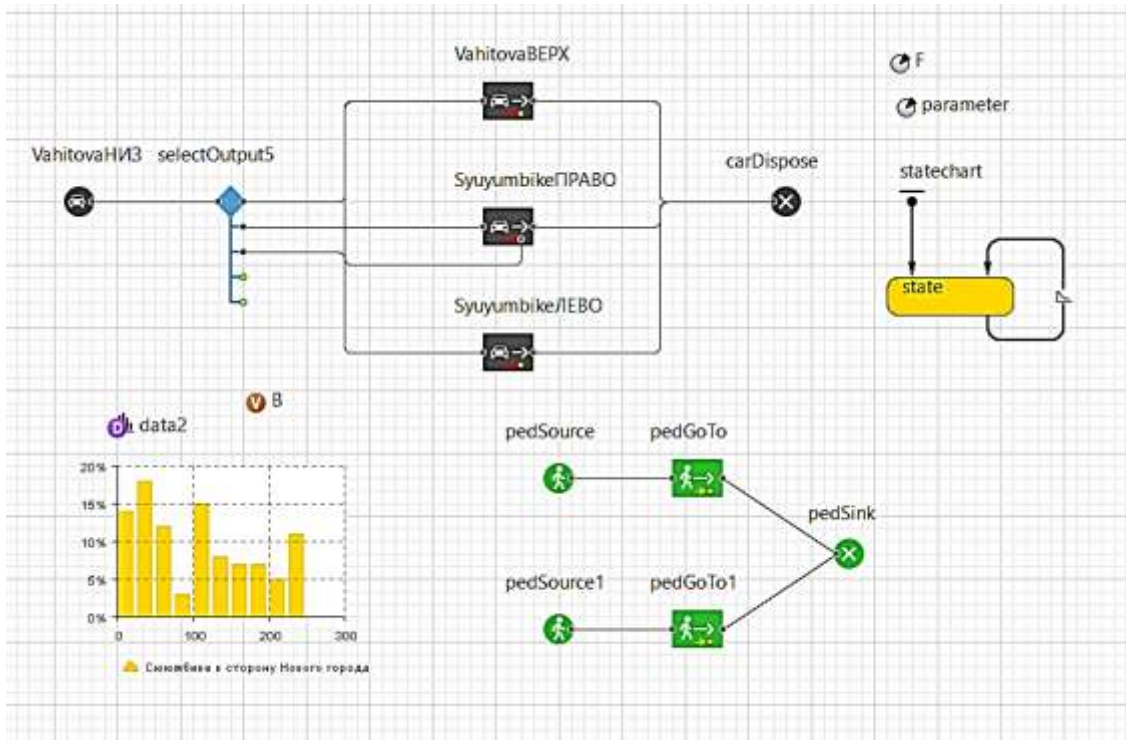 VahitovaВЕРХ
F
parameter
VahitovaНИЗ selectOutput5
SyuyumbikeПРАВО
carDispose
statechart
state
SyuyumbikeЛЕВО
V B
D data2
pedSource pedGoTo
20%
15%
10%
5%
0%
0 100 200 300
pedSink
pedSource1 pedGoTo1
Сююмбике в сторону Нового города